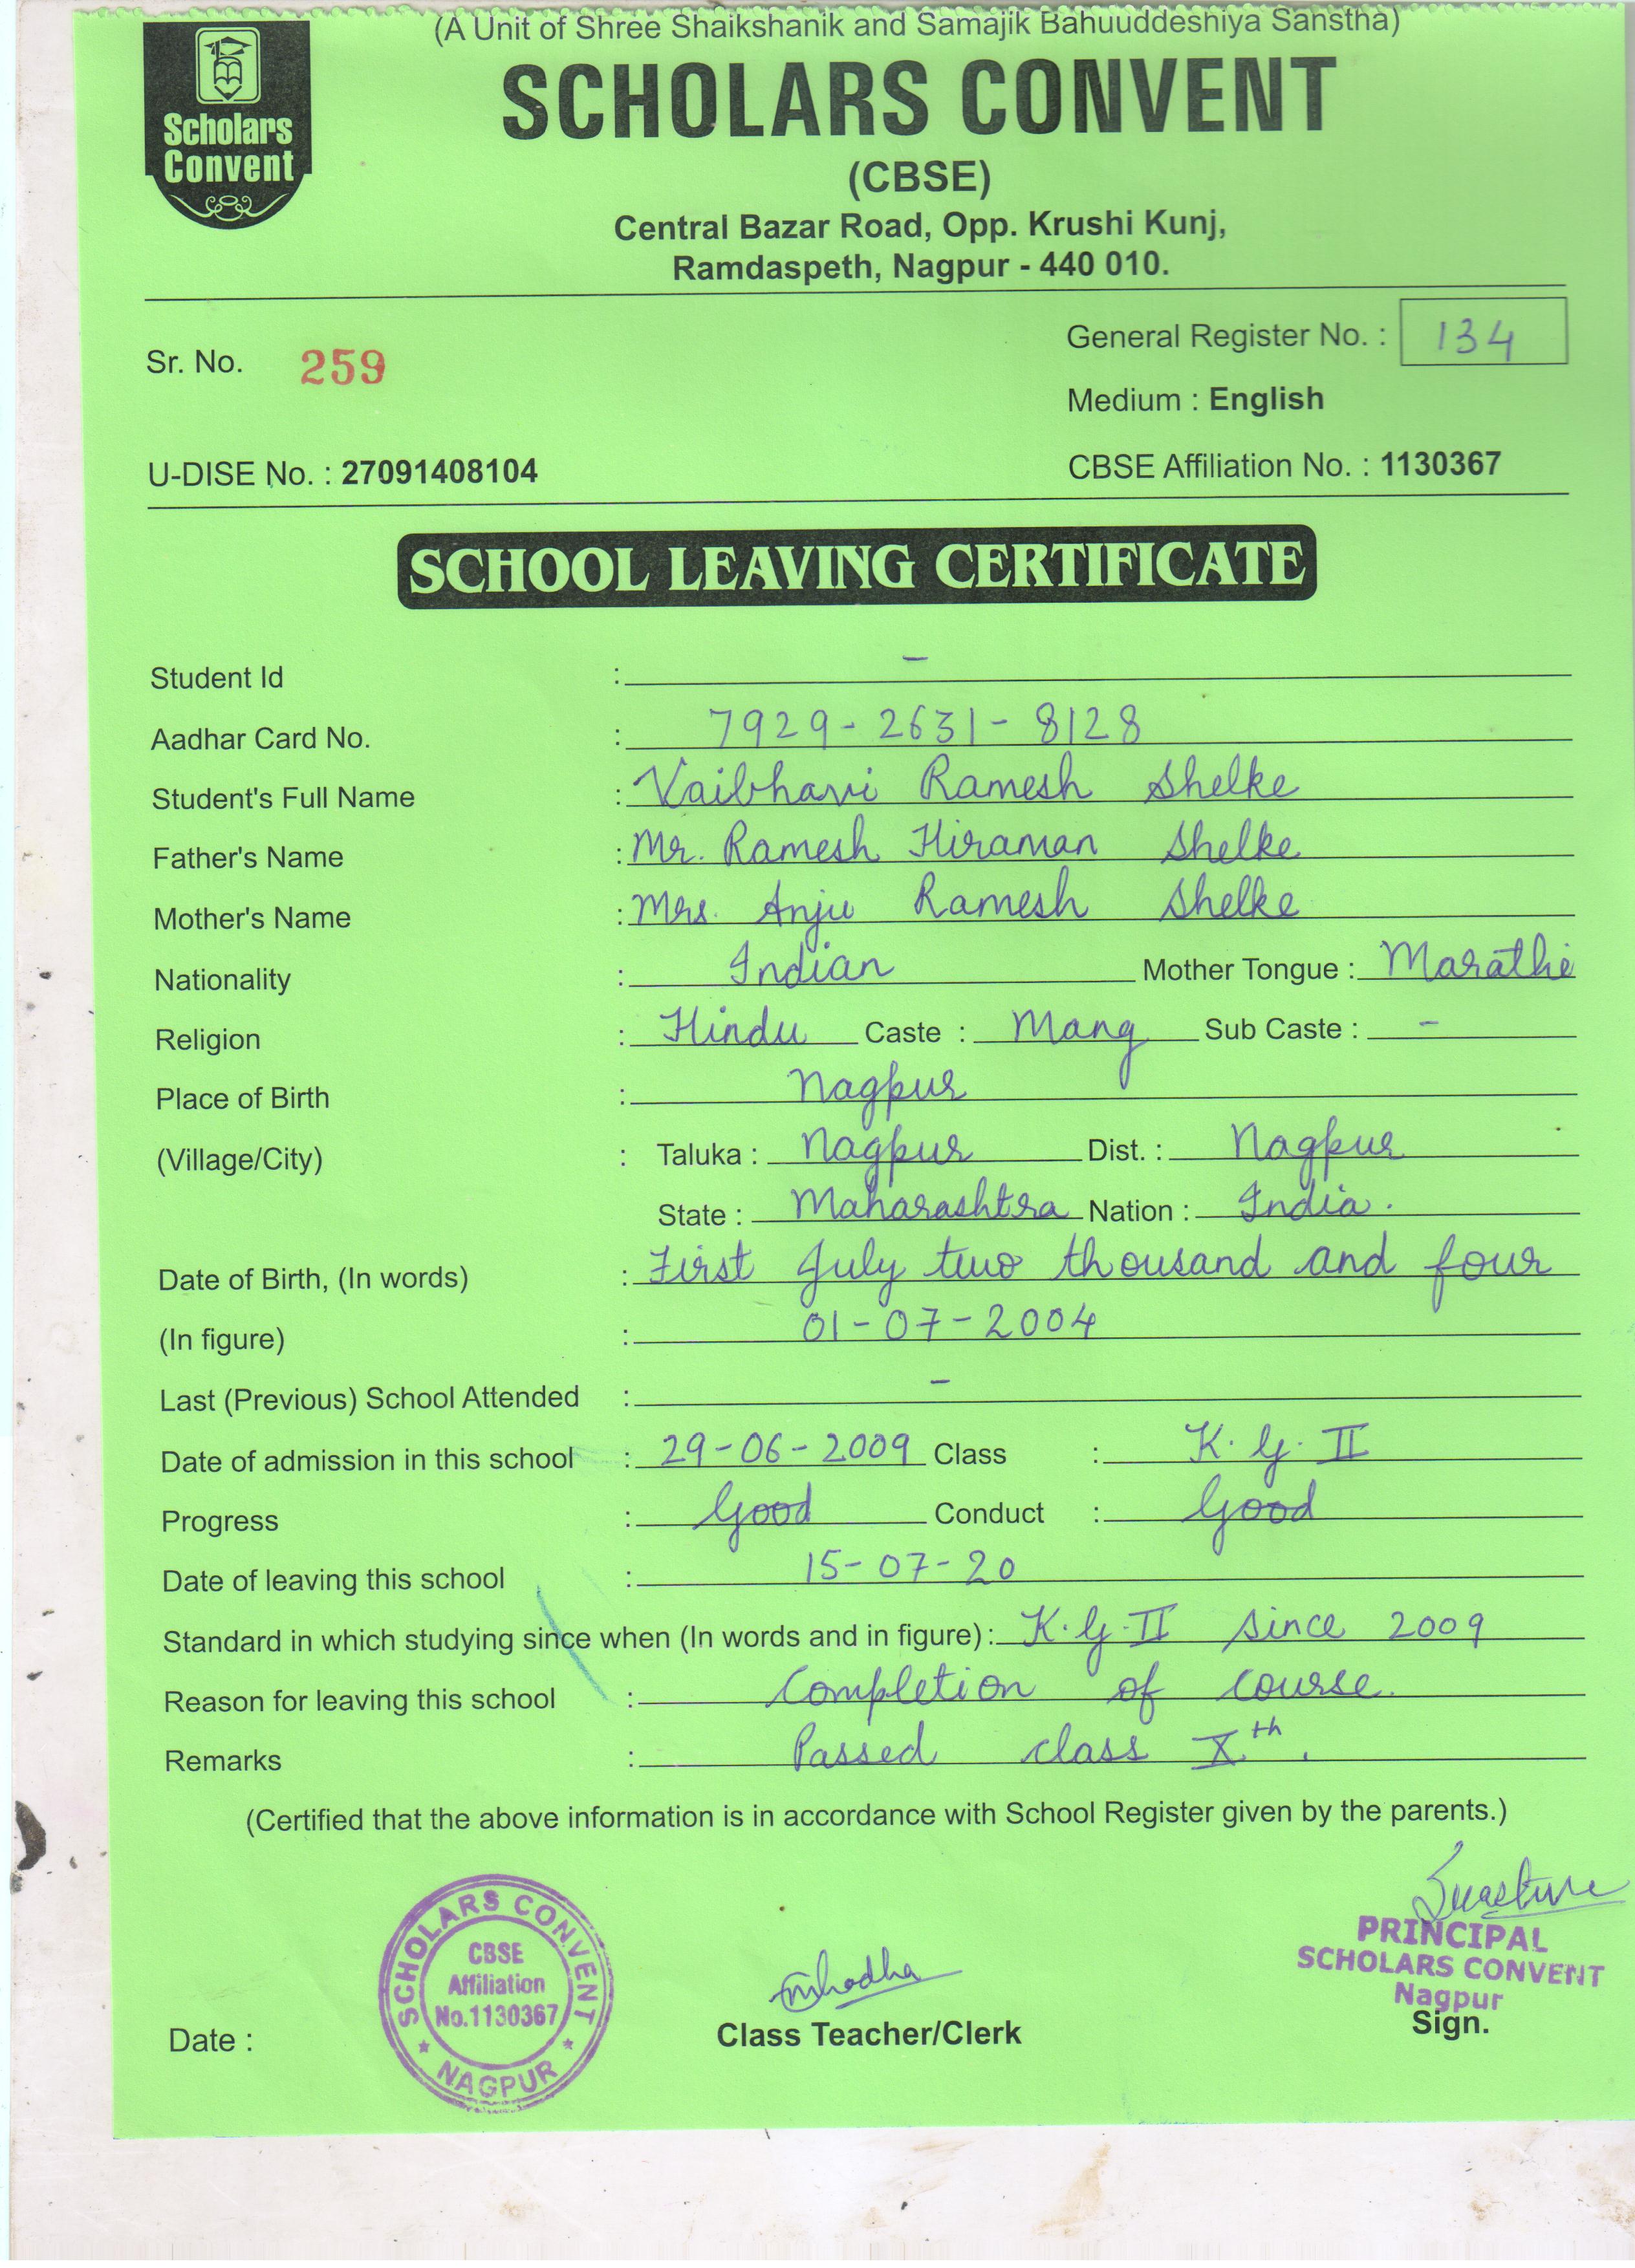 (A Unit of Shree Shaikshanik and Samajik Bahuuddeshiya Sanstha)
Scholars
Convent
SCHOLARS CONVENT
(CBSE)
Central Bazar Road, Opp. Krushi Kunj,
Ramdaspeth, Nagpur - 440 010.
Sr. No. 259
General Register No. : 134
Medium : English
U-DISE No. : 27091408104
CBSE Affiliation No. : 1130367
SCHOOL LEAVING CERTIFICATE
Student Id : -
Aadhar Card No. : 7929-2631-8128
Student's Full Name : Vaibhavi Ramesh Shelke
Father's Name : Mr. Ramesh Hiraman Shelke
Mother's Name : Mrs. Anju Ramesh Shelke
Nationality : Indian Mother Tongue : Marathi
Religion : Hindu Caste : Mang Sub Caste : -
Place of Birth : Nagpur
(Village/City) : Taluka : Nagpur Dist. : Nagpur
State : Maharashtra Nation : India.
Date of Birth, (In words) : First July two thousand and four
(In figure) : 01-07-2004
Last (Previous) School Attended : -
Date of admission in this school : 29-06-2009 Class : K.G.II
Progress : Good Conduct : Good
Date of leaving this school : 15-07-20
Standard in which studying since when (In words and in figure) : K.G.II since 2009
Reason for leaving this school : Completion of course.
Remarks : Passed class Xth.
(Certified that the above information is in accordance with School Register given by the parents.)
SCHOLARS CONVENT
CBSE
Affiliation
No.1130367
* NAGPUR *
PRINCIPAL
SCHOLARS CONVENT
Nagpur
Date :
Class Teacher/Clerk
Sign.